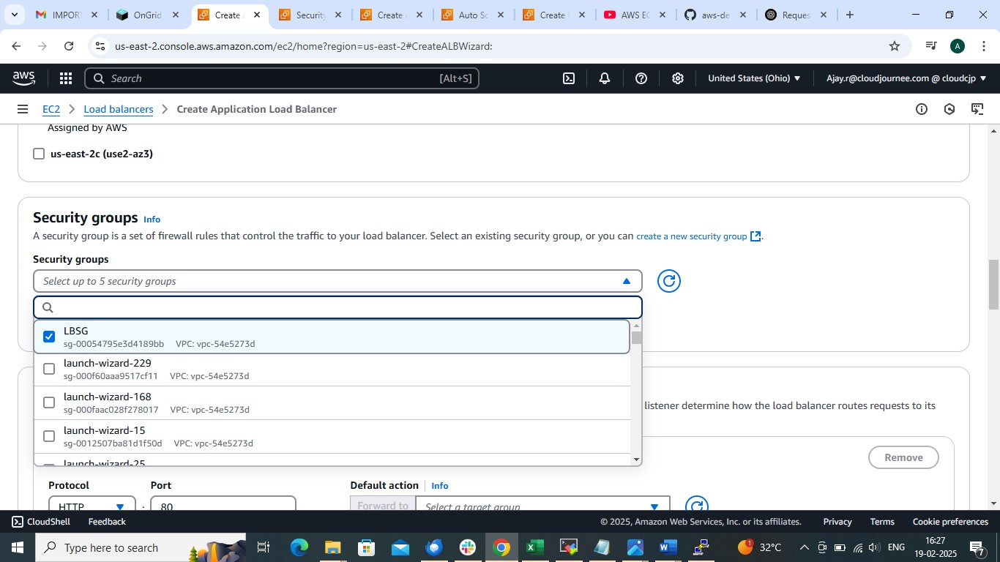 IMPORT
OnGrid
Create
Securit
Create
Auto Sc
Create
AWS EC
aws-de
Reques
us-east-2.console.aws.amazon.com/ec2/home?region=us-east-2#CreateALBWizard:
A
aws
Search
[Alt+S]
United States (Ohio)
Ajay.r@cloudjournee.com @ cloudcjp
EC2 > Load balancers > Create Application Load Balancer
Assigned by AWS
us-east-2c (use2-az3)
Security groups Info
A security group is a set of firewall rules that control the traffic to your load balancer. Select an existing security group, or you can create a new security group.
Security groups
Select up to 5 security groups
LBSG
sg-00054795e3d4189bb VPC: vpc-54e5273d
launch-wizard-229
sg-000f60aaa9517cf11 VPC: vpc-54e5273d
launch-wizard-168
sg-000faac028f278017 VPC: vpc-54e5273d
listener determine how the load balancer routes requests to its
launch-wizard-15
sg-0012507ba81d1f50d VPC: vpc-54e5273d
launch-wizard-25
Remove
Protocol Port Default action Info
HTTP : 80 Forward to Select a target group
CloudShell Feedback © 2025, Amazon Web Services, Inc. or its affiliates. Privacy Terms Cookie preferences
Type here to search
32°C
ENG
16:27
19-02-2025
7